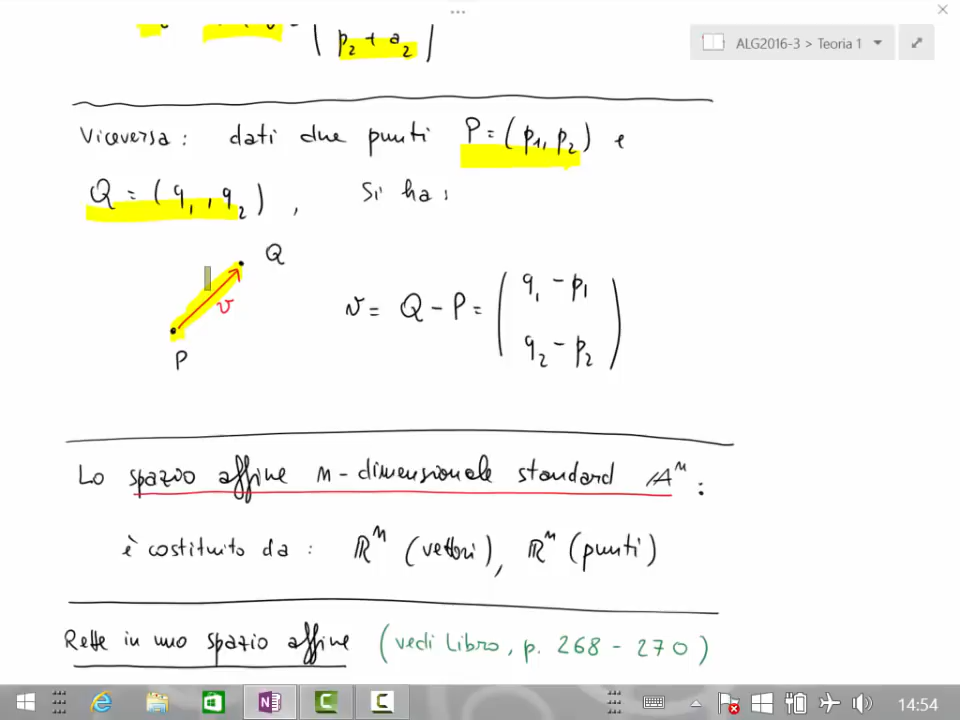 ALG2016-3 > Teoria 1
p₂ + a₂
Viceversa: dati due punti P = (p₁, p₂) e
Q = (q₁, q₂), si ha:
Q
v
P
v = Q - P = ( q₁ - p₁
q₂ - p₂ )
Lo spazio affine n-dimensionale standard 𝔸ⁿ:
è costituito da: ℝⁿ (vettori), ℝⁿ (punti)
Rette in uno spazio affine (vedi Libro, p. 268 - 270)
14:54